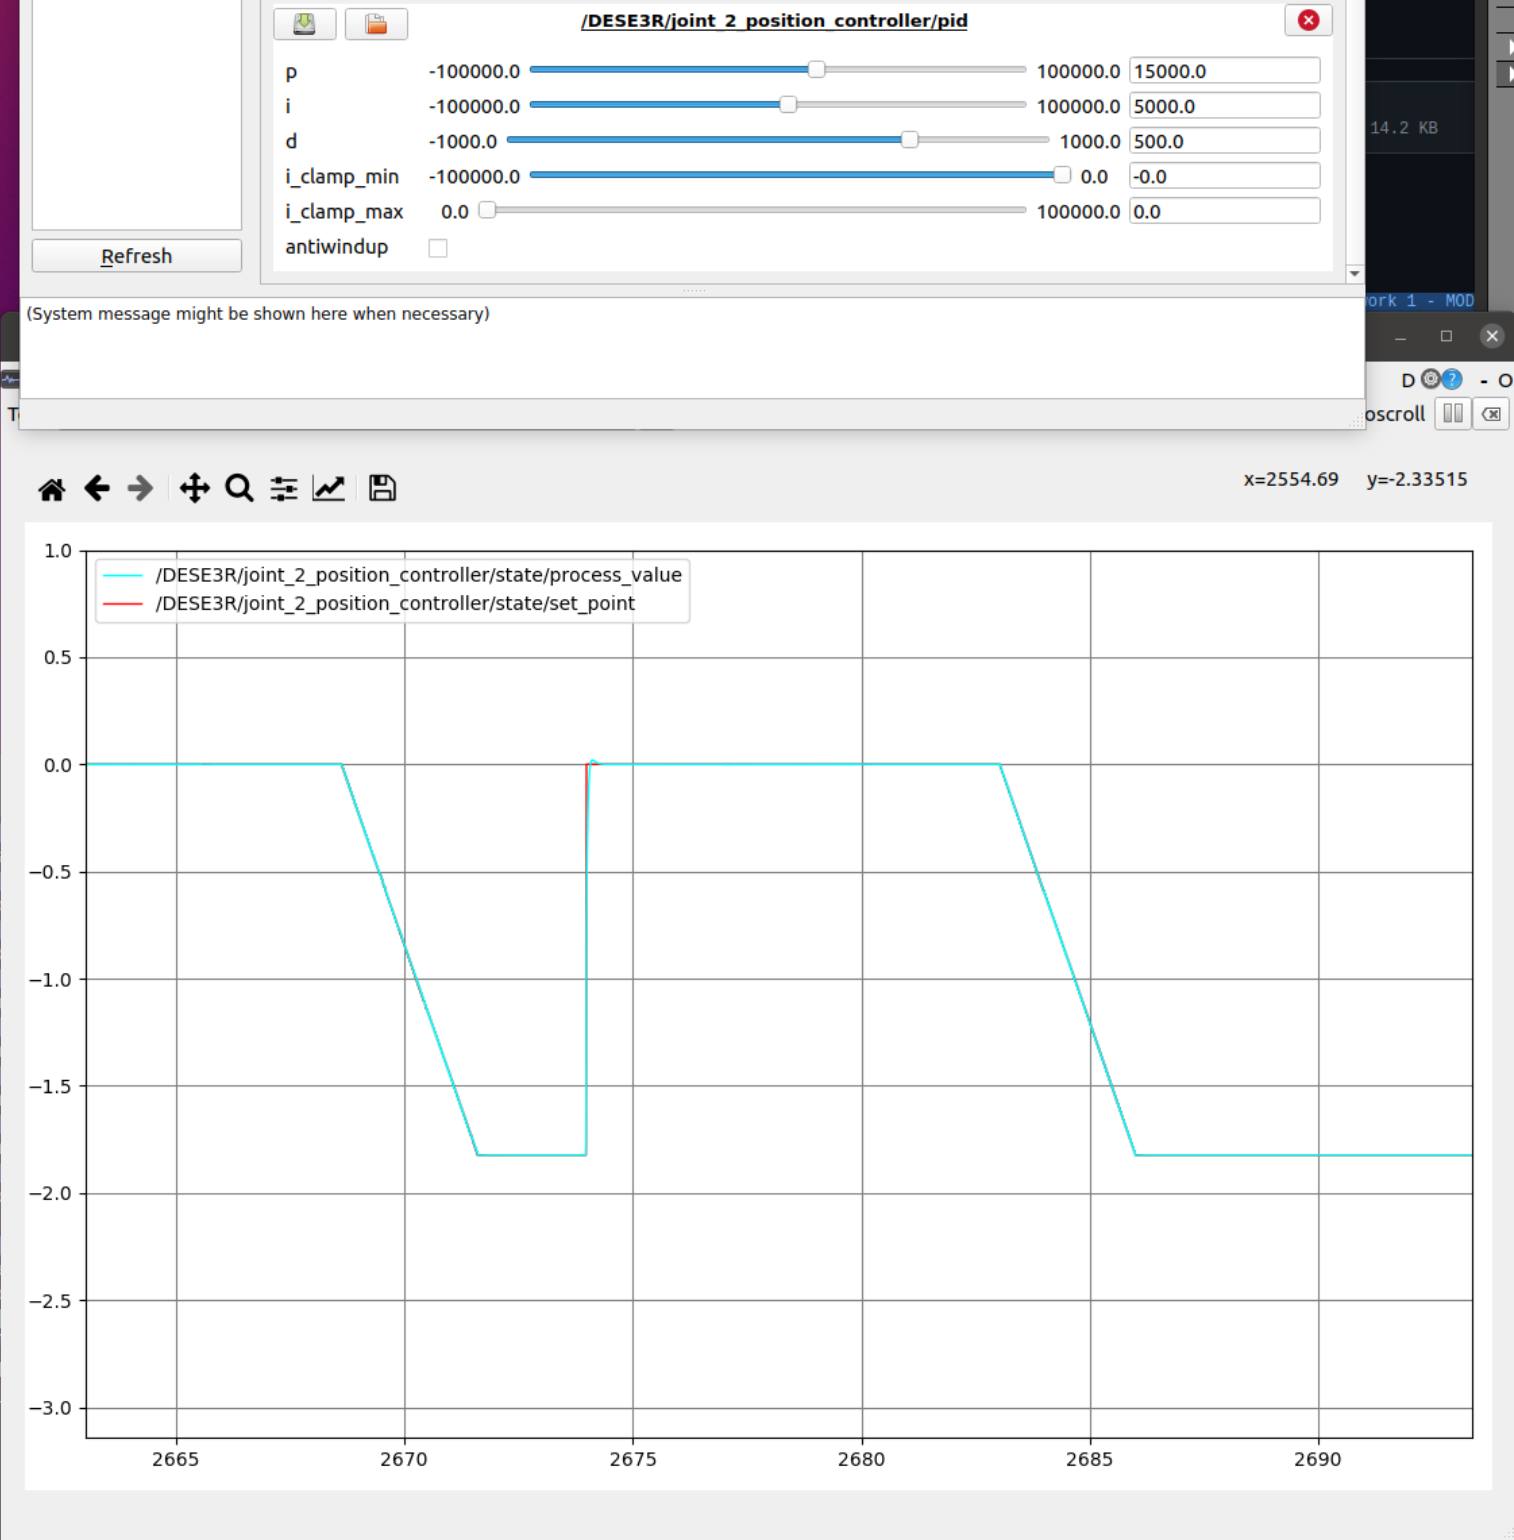 /DESE3R/joint_2_position_controller/pid
p -100000.0 100000.0 15000.0
i -100000.0 100000.0 5000.0
d -1000.0 1000.0 500.0
i_clamp_min -100000.0 0.0 -0.0
i_clamp_max 0.0 100000.0 0.0
antiwindup
Refresh
14.2 KB
ork 1 - MOD
(System message might be shown here when necessary)
D ? - O
T
oscroll
x=2554.69 y=-2.33515
/DESE3R/joint_2_position_controller/state/process_value
/DESE3R/joint_2_position_controller/state/set_point
1.0
0.5
0.0
−0.5
−1.0
−1.5
−2.0
−2.5
−3.0
2665 2670 2675 2680 2685 2690